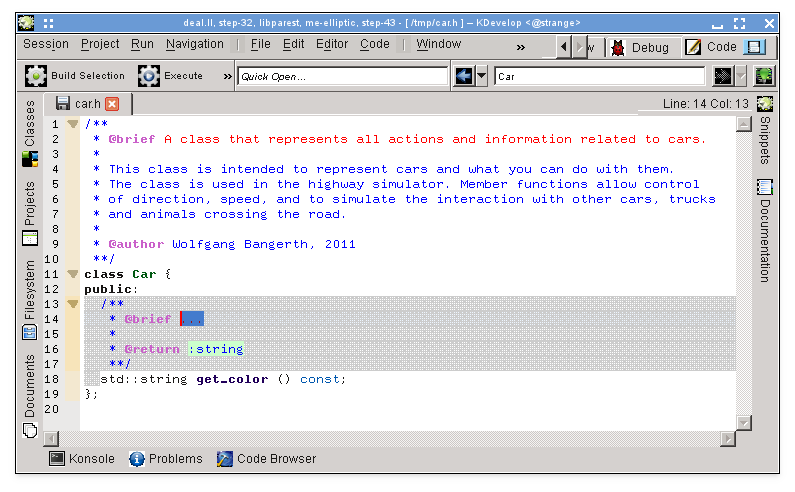 deal.II, step-32, libparest, me-elliptic, step-43 - [ /tmp/car.h ] – KDevelop <@strange>
Session Project Run Navigation File Edit Editor Code Window » w Debug Code
Build Selection Execute » Quick Open... Car
car.h Line: 14 Col: 13
Classes
Projects
Filesystem
Documents
1 /**
2 * @brief A class that represents all actions and information related to cars.
3 *
4 * This class is intended to represent cars and what you can do with them.
5 * The class is used in the highway simulator. Member functions allow control
6 * of direction, speed, and to simulate the interaction with other cars, trucks
7 * and animals crossing the road.
8 *
9 * @author Wolfgang Bangerth, 2011
10 **/
11 class Car {
12 public:
13 /**
14 * @brief ...
15 *
16 * @return :string
17 **/
18 std::string get_color () const;
19 };
20
Snippets
Documentation
Konsole Problems Code Browser